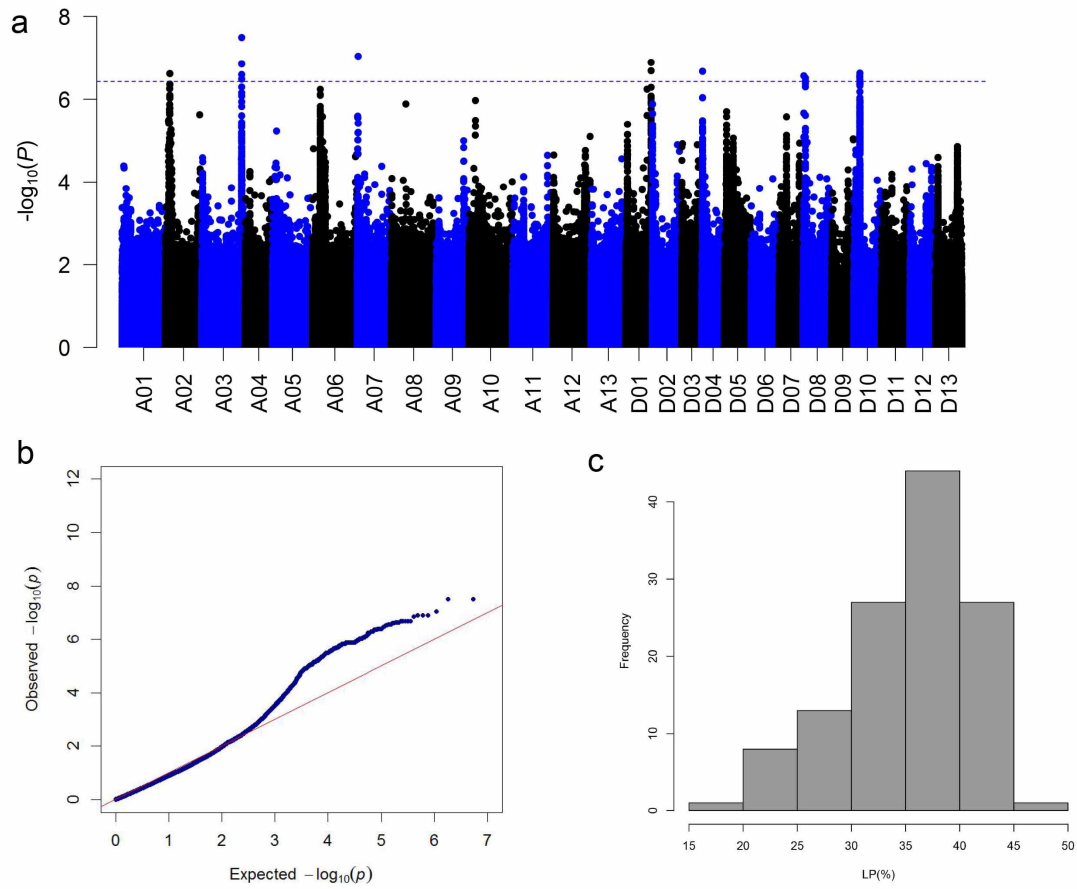 a
8
6
4
2
0
-log10(P)
A01 A02 A03 A04 A05 A06 A07 A08 A09 A10 A11 A12 A13 D01 D02 D03 D04 D05 D06 D07 D08 D09 D10 D11 D12 D13
b
12
10
8
6
4
2
0
Observed −log10(p)
0 1 2 3 4 5 6 7
Expected −log10(p)
c
40
30
20
10
0
Frequency
15 20 25 30 35 40 45 50
LP(%)